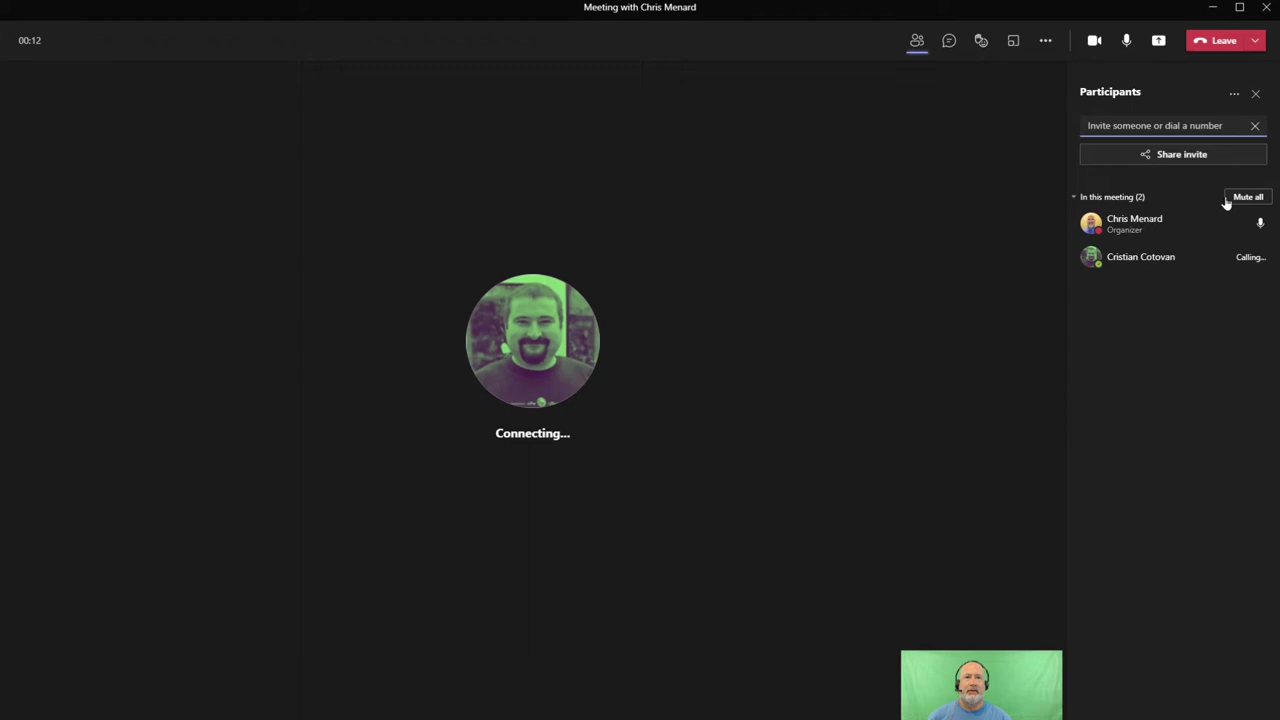 Meeting with Chris Menard
00:12
Leave
Participants
Invite someone or dial a number
Share invite
In this meeting (2)
Mute all
Chris Menard
Organizer
Cristian Cotovan
Calling...
Connecting...